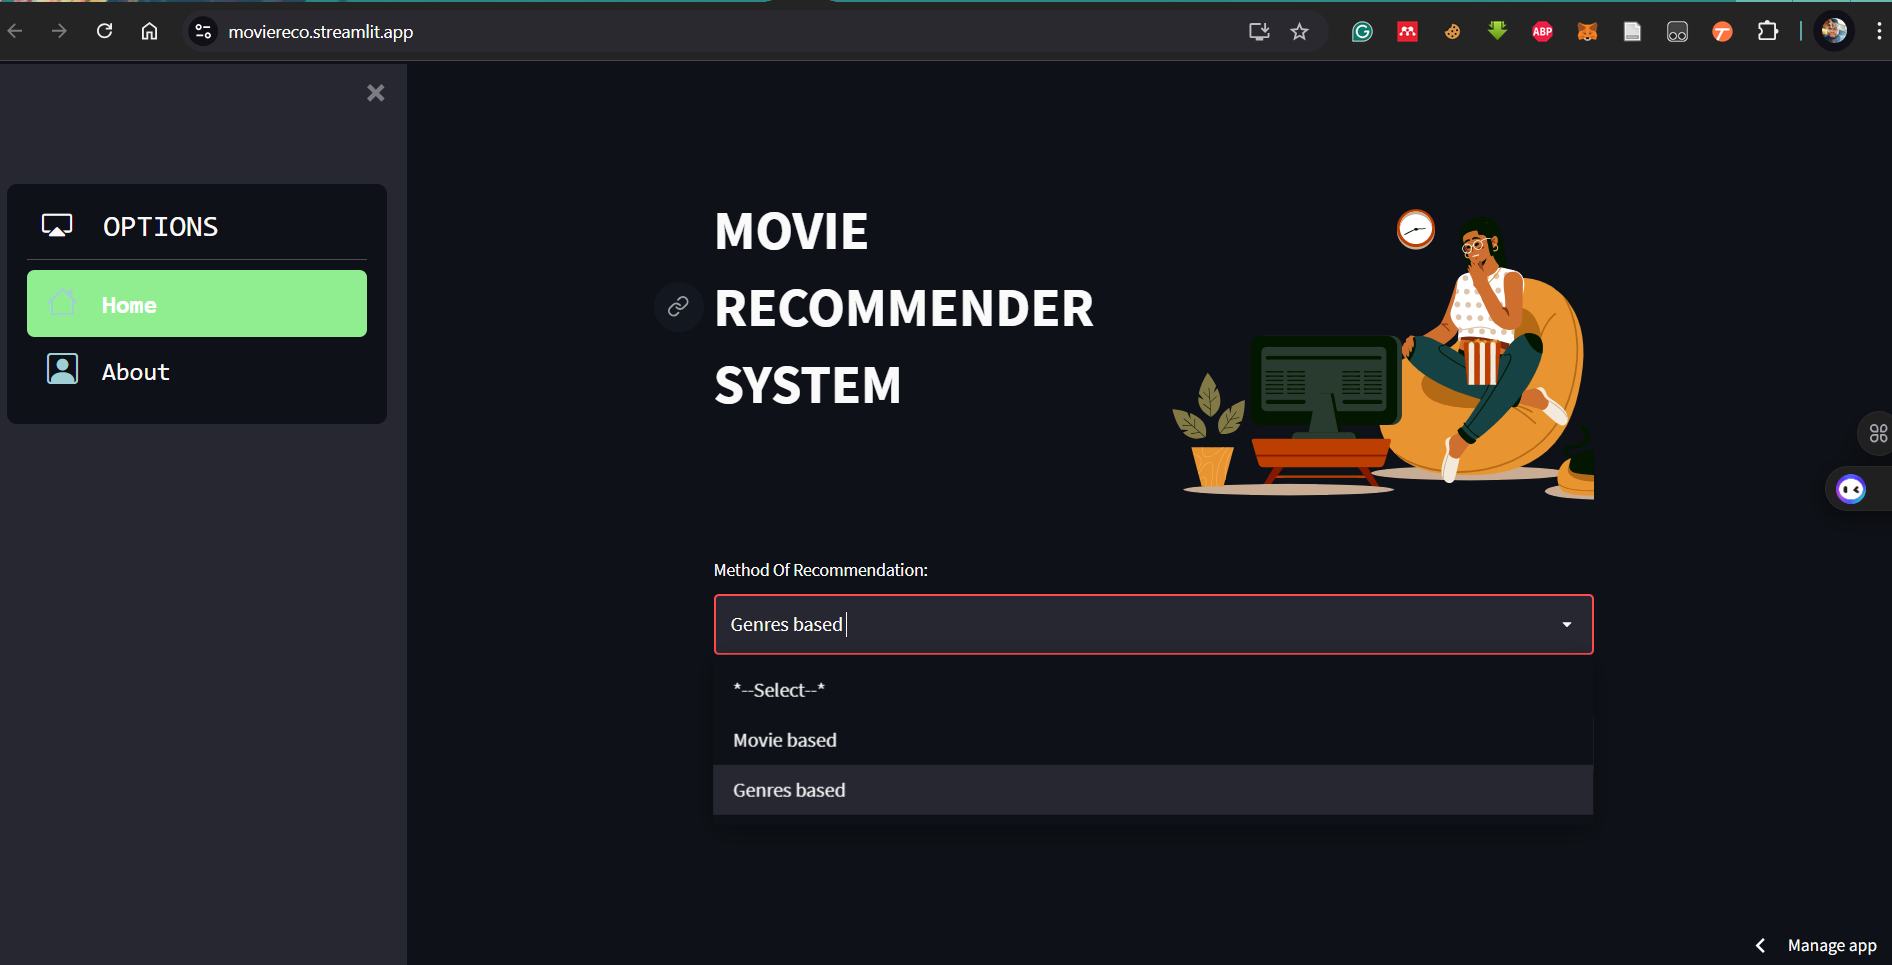 moviereco.streamlit.app
ABP
OPTIONS
Home
About
MOVIE
RECOMMENDER
SYSTEM
Method Of Recommendation:
Genres based
*--Select--*
Movie based
Genres based
Manage app